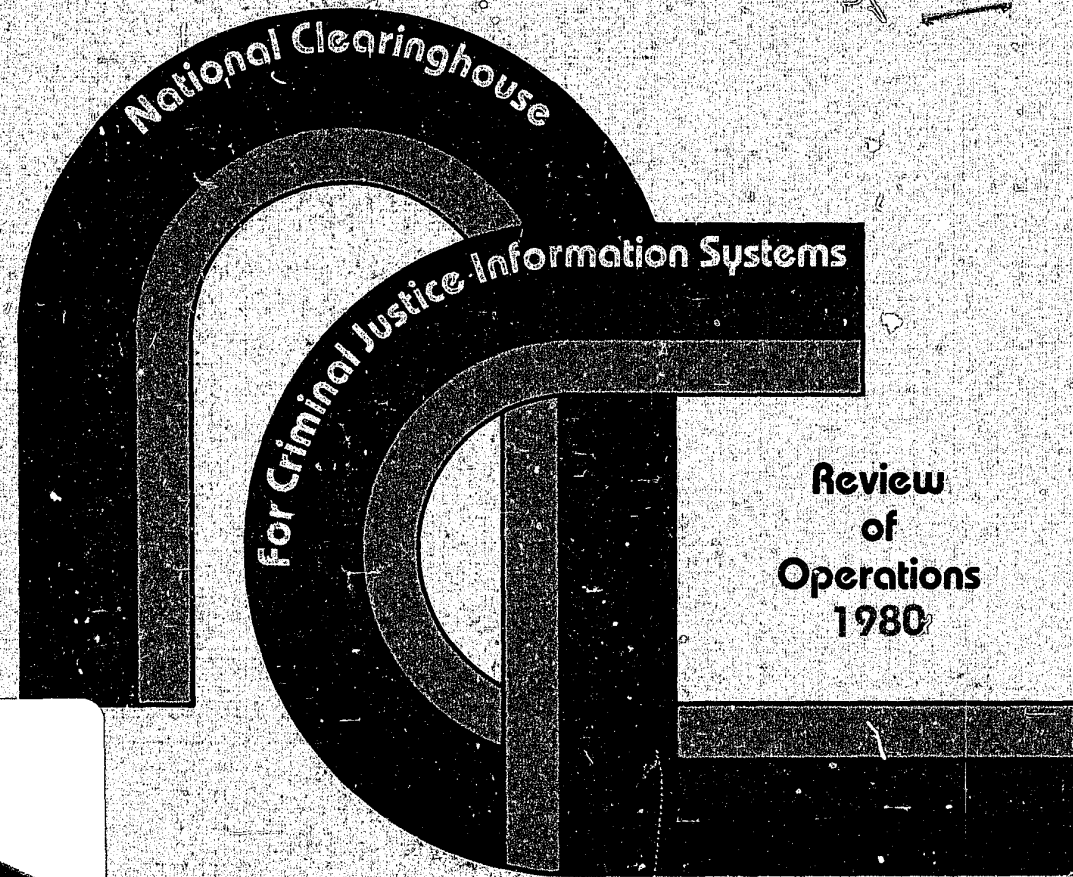 National Clearinghouse
For Criminal Justice Information Systems
Review
of
Operations
1980